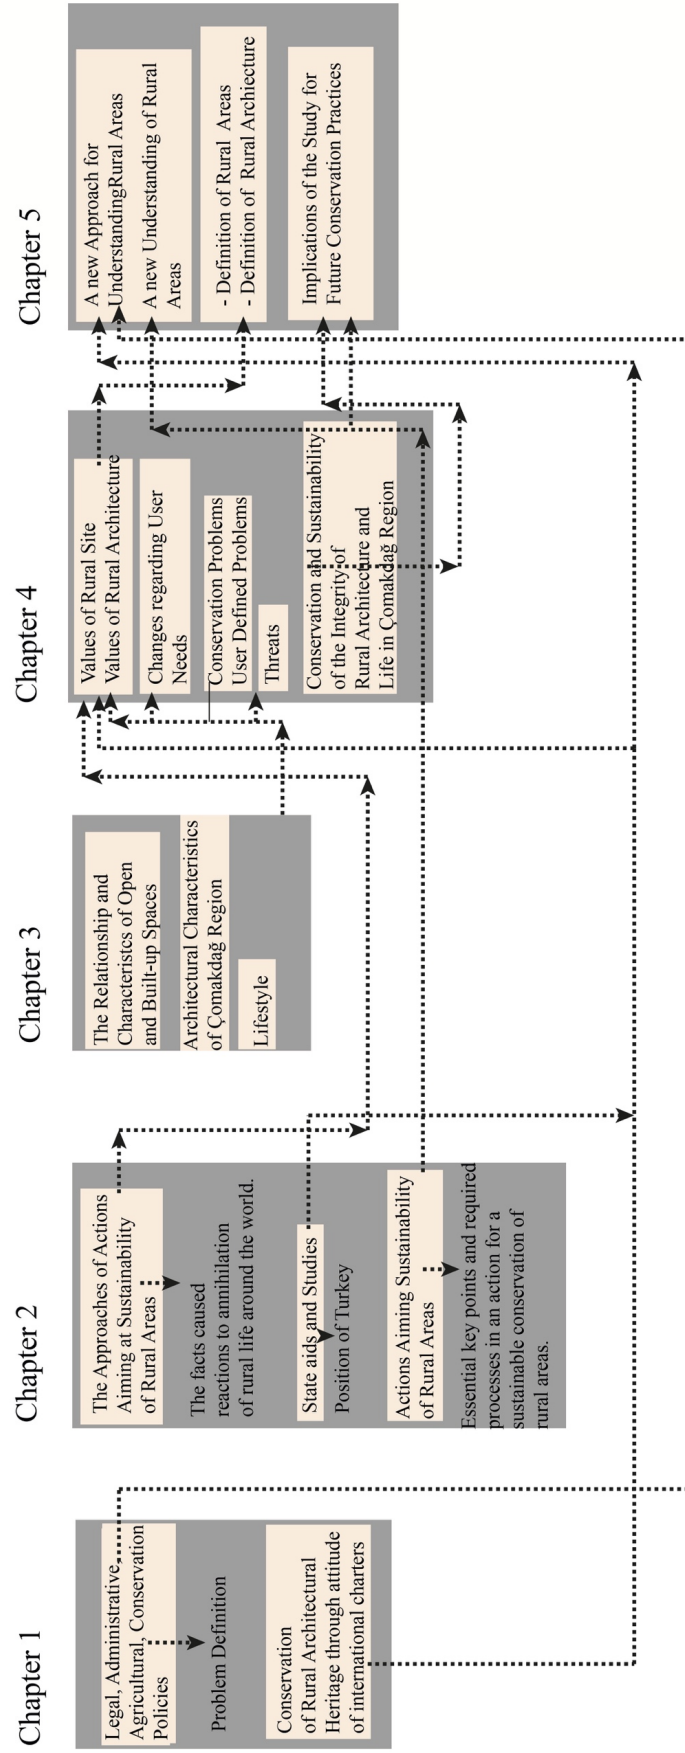 Chapter 1
Legal, Administrative,
Agricultural, Conservation
Policies
Problem Definition
Conservation
of Rural Architectural
Heritage through attitude
of international charters
Chapter 2
The Approaches of Actions
Aiming at Sustainability
of Rural Areas
The facts caused
reactions to annihilation
of rural life around the world.
State aids and Studies
Position of Turkey
Actions Aiming Sustainability
of Rural Areas
Essential key points and required
processes in an action for a
sustainable conservation of
rural areas.
Chapter 3
The Relationship and
Characteristcs of Open
and Built-up Spaces
Architectural Characteristics
of Çomakdağ Region
Lifestyle
Chapter 4
Values of Rural Site
Values of Rural Architecture
Changes regarding User
Needs
Conservation Problems
User Defined Problems
Threats
Conservation and Sustainability
of the Integrity of
Rural Architecture and
Life in Çomakdağ Region
Chapter 5
A new Approach for
UnderstandingRural Areas
A new Understanding of Rural
Areas
- Definition of Rural Areas
- Definition of Rural Archiecture
Implications of the Study for
Future Conservation Practices